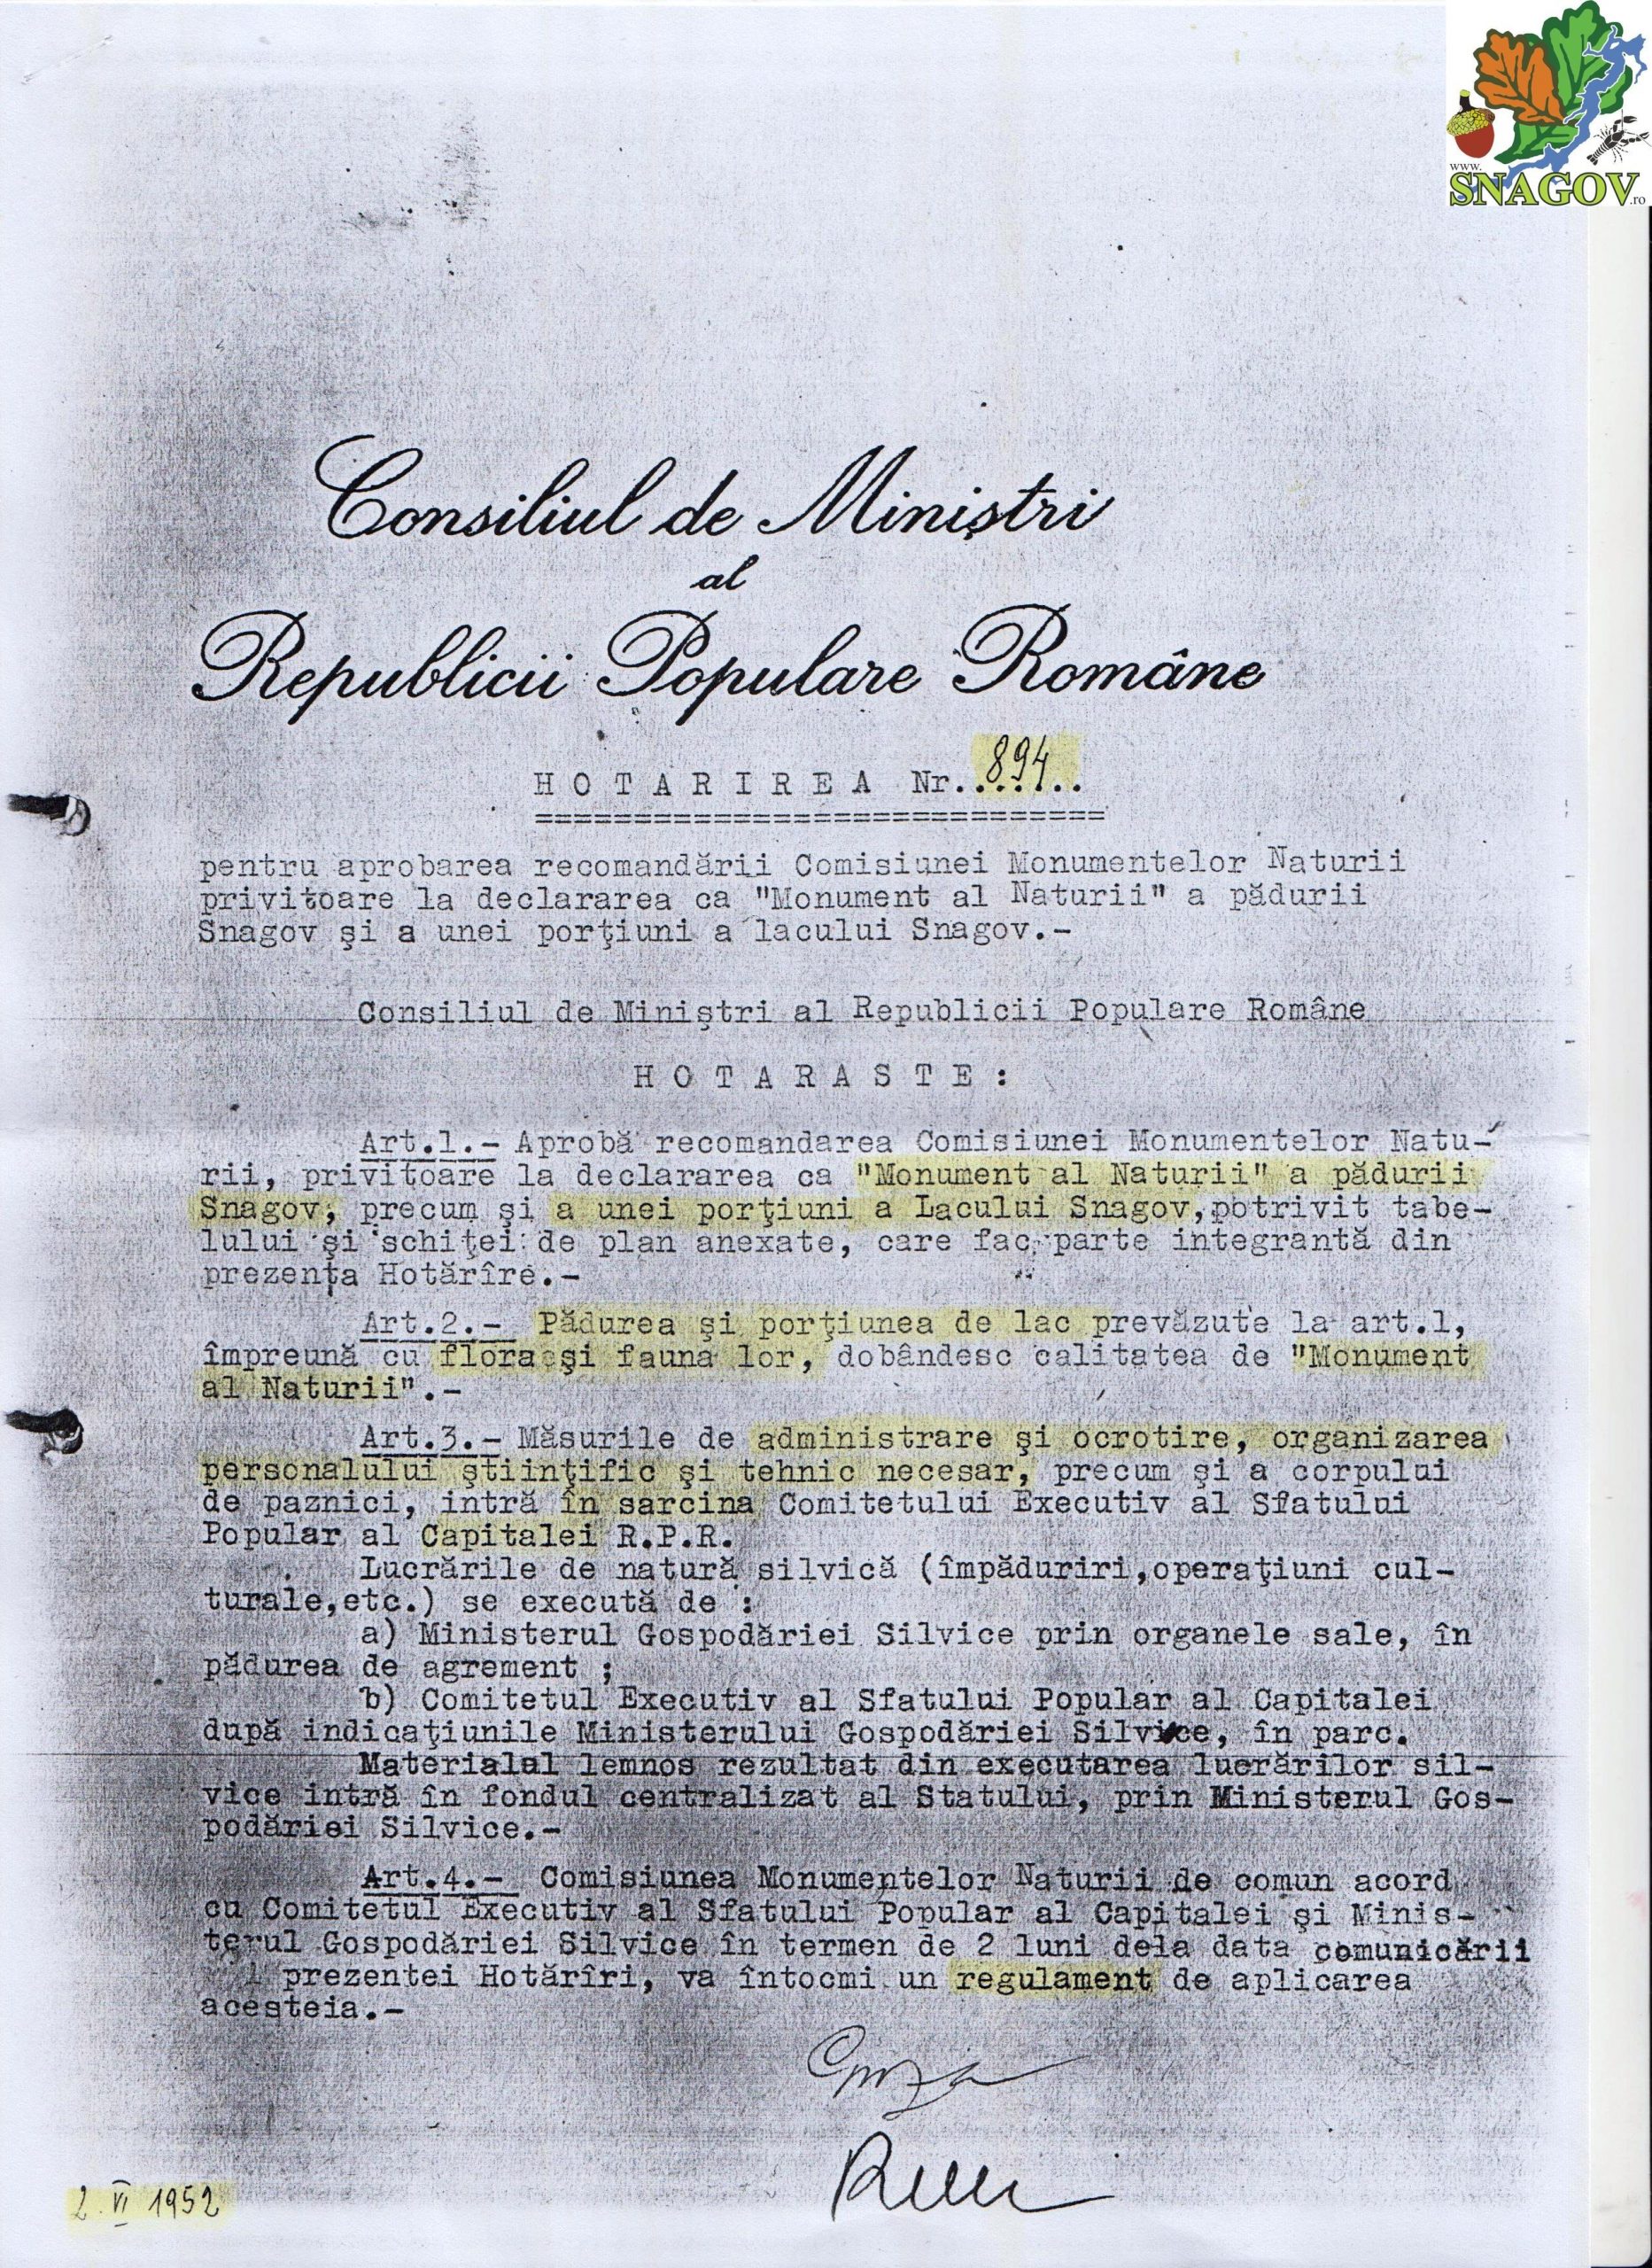 www.
SNAGOV.ro
Consiliul de Miniştri
al
Republicii Populare Române
HOTARIREA Nr. 894
=============================
pentru aprobarea recomandării Comisiunei Monumentelor Naturii
privitoare la declararea ca "Monument al Naturii" a pădurii
Snagov şi a unei porţiuni a lacului Snagov.-
Consiliul de Miniştri al Republicii Populare Române
HOTARASTE:
Art.1.- Aprobă recomandarea Comisiunei Monumentelor Natu-
rii, privitoare la declararea ca "Monument al Naturii" a pădurii
Snagov, precum şi a unei porţiuni a Lacului Snagov, potrivit tabe-
lului şi schiţei de plan anexate, care fac parte integrantă din
prezenţa Hotărîre.-
Art.2.- Pădurea şi porţiunea de lac prevăzute la art.1,
împreună cu flora şi fauna lor, dobândesc calitatea de "Monument
al Naturii".-
Art.3.- Măsurile de administrare şi ocrotire, organizarea
personalului ştiinţific şi tehnic necesar, precum şi a corpului
de paznici, intră în sarcina Comitetului Executiv al Sfatului
Popular al Capitalei R.P.R.
Lucrările de natură silvică (împăduriri,operaţiuni cul-
turale,etc.) se execută de :
a) Ministerul Gospodăriei Silvice prin organele sale, în
pădurea de agrement ;
b) Comitetul Executiv al Sfatului Popular al Capitalei
după indicaţiunile Ministerului Gospodăriei Silvice, în parc.
Materialal lemnos rezultat din executarea lucrărilor sil-
vice intră în fondul centralizat al Statului, prin Ministerul Gos-
podăriei Silvice.-
Art.4.- Comisiunea Monumentelor Naturii de comun acord
cu Comitetul Executiv al Sfatului Popular al Capitalei şi Minis-
terul Gospodăriei Silvice în termen de 2 luni dela data comunicării
prezentei Hotărîri, va întocmi un regulament de aplicarea
acesteia.-
2. VI 1952